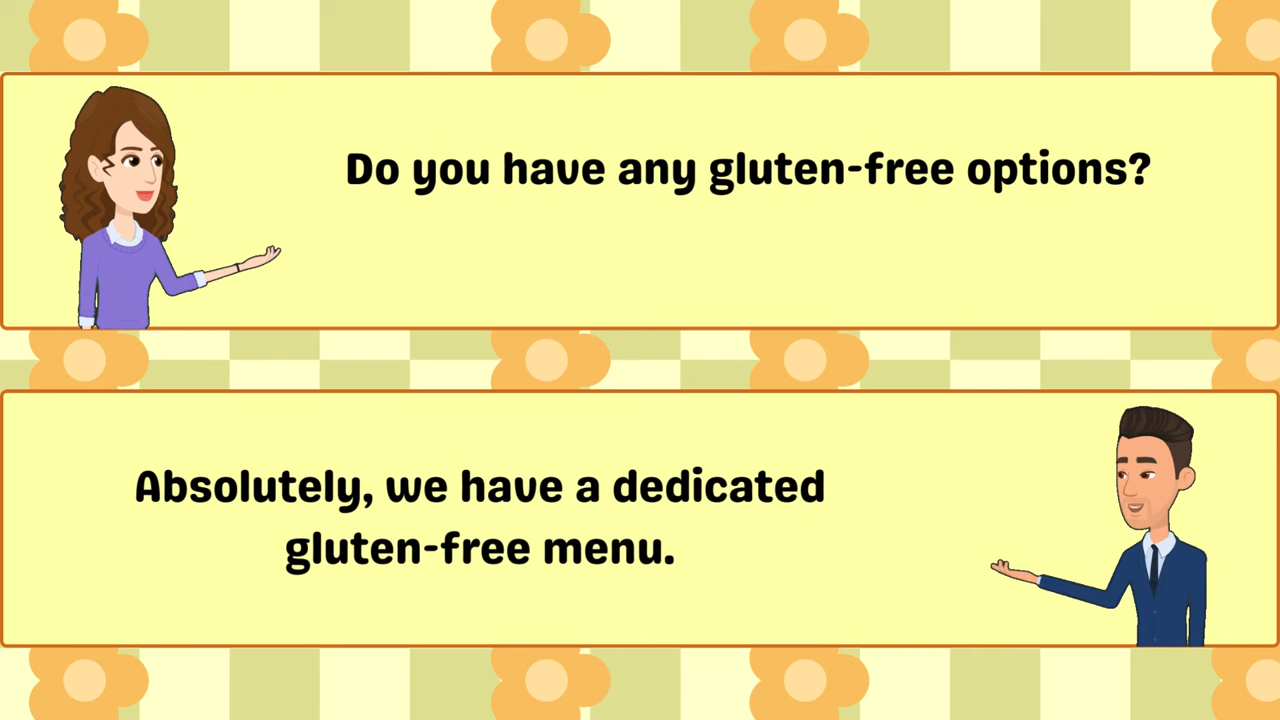 Do you have any gluten-free options?
Absolutely, we have a dedicated
gluten-free menu.